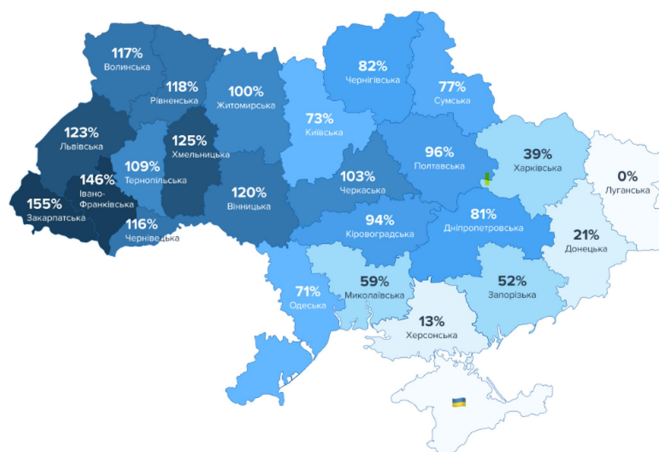 117%
Волинська
118%
Рівненська
100%
Житомирська
73%
Київська
82%
Чернігівська
77%
Сумська
123%
Львівська
109%
Тернопільська
125%
Хмельницька
155%
Закарпатська
146%
Івано-
Франківська
116%
Чернівецька
120%
Вінницька
103%
Черкаська
96%
Полтавська
39%
Харківська
0%
Луганська
94%
Кіровоградська
81%
Дніпропетровська
21%
Донецька
71%
Одеська
59%
Миколаївська
52%
Запорізька
13%
Херсонська